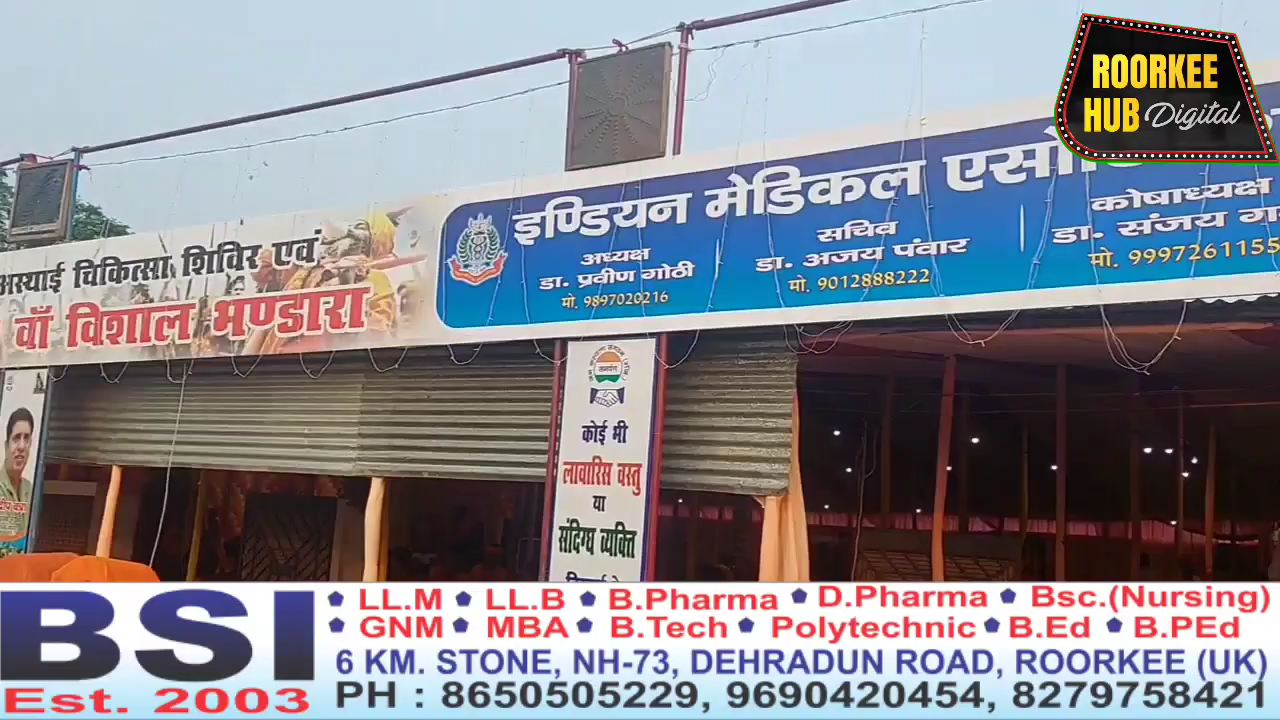 ROORKEE
HUB Digital
अस्थाई चिकित्सा शिविर एवं
वाँ विशाल भण्डारा
इण्डियन मेडिकल
अध्यक्ष
डा. प्रवीण गोठी
मो. 9897020216
सचिव
डा. अजय पंवार
मो. 9012888222
कोषाध्यक्ष
डा. संजय
मो. 9997261155
कोई भी
लावारिस वस्तु
या
संदिग्ध व्यक्ति
BSI
Est. 2003
LL.M LL.B B.Pharma D.Pharma Bsc.(Nursing)
GNM MBA B.Tech Polytechnic B.Ed B.PEd
6 KM. STONE, NH-73, DEHRADUN ROAD, ROORKEE (UK)
PH : 8650505229, 9690420454, 8279758421